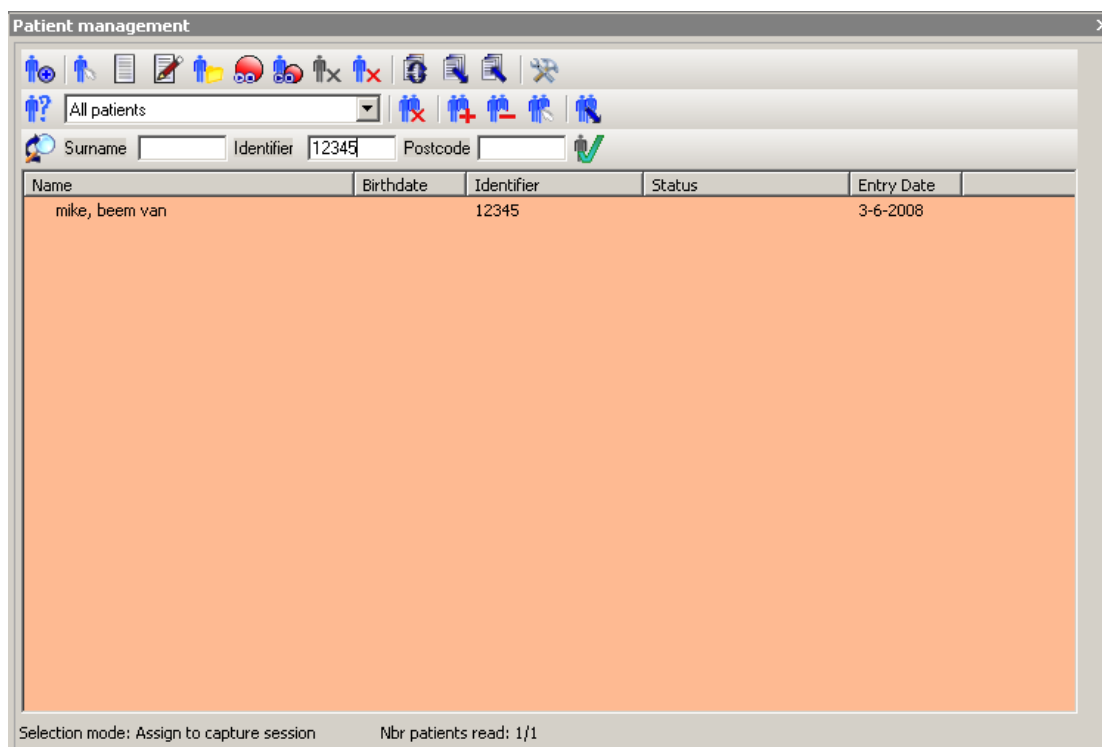 Patient management
All patients
Surname Identifier 12345 Postcode
Name Birthdate Identifier Status Entry Date
mike, beem van 12345 3-6-2008
Selection mode: Assign to capture session Nbr patients read: 1/1